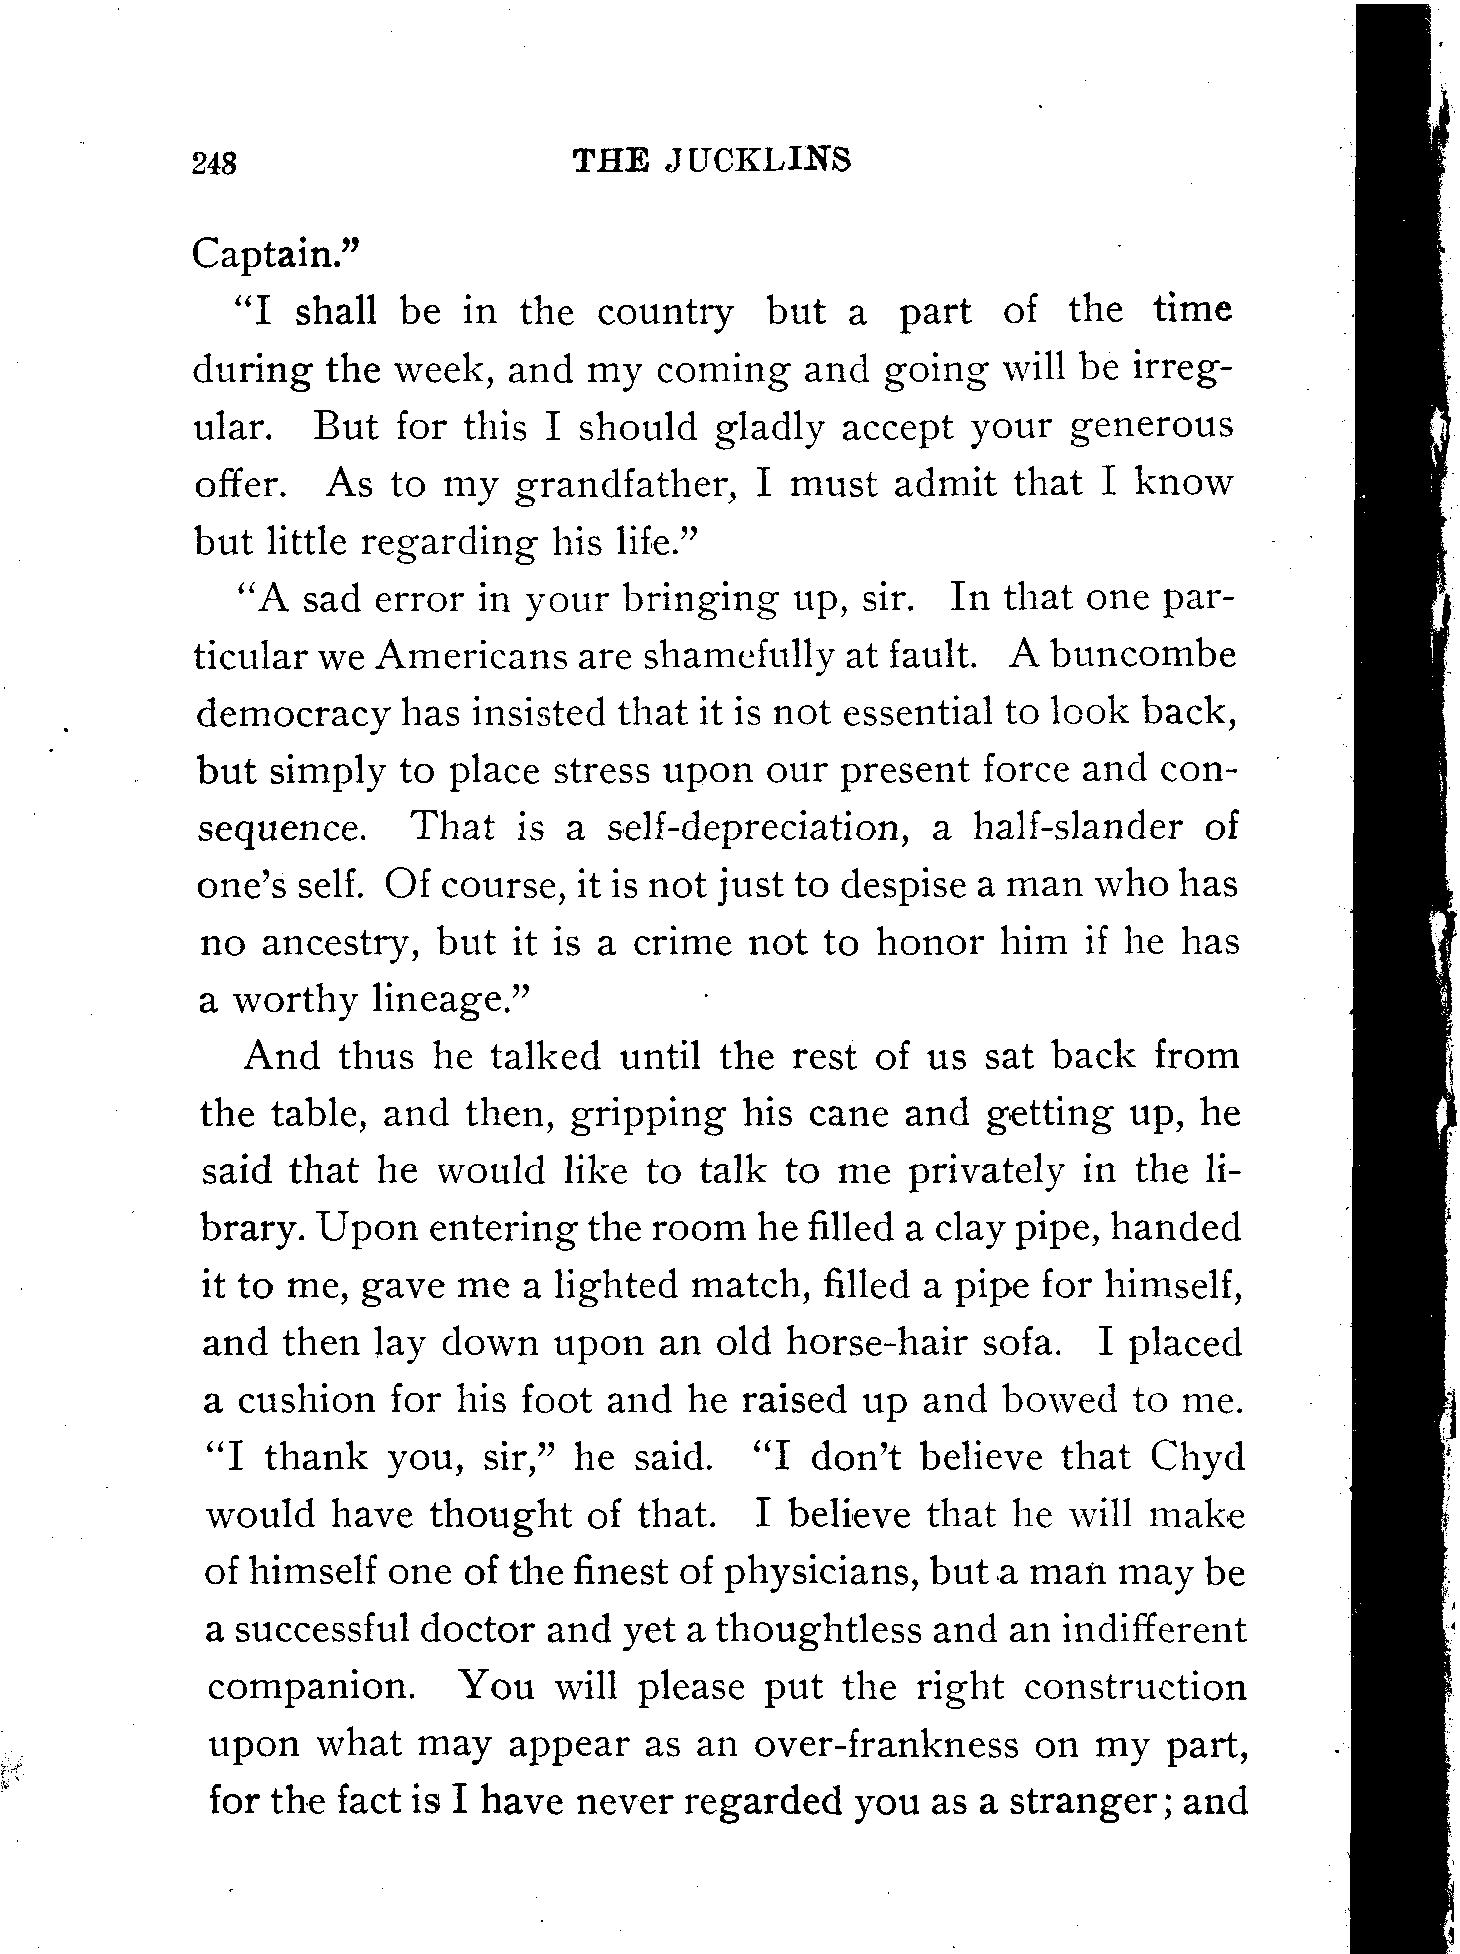 248 THE JUCKLINS
Captain.”
“I shall be in the country but a part of the time
during the week, and my coming and going will be irreg-
ular. But for this I should gladly accept your generous
offer. As to my grandfather, I must admit that I know
but little regarding his life.”
“A sad error in your bringing up, sir. In that one par-
ticular we Americans are shamefully at fault. A buncombe
democracy has insisted that it is not essential to look back,
but simply to place stress upon our present force and con-
sequence. That is a self-depreciation, a half-slander of
one’s self. Of course, it is not just to despise a man who has
no ancestry, but it is a crime not to honor him if he has
a worthy lineage.”
And thus he talked until the rest of us sat back from
the table, and then, gripping his cane and getting up, he
said that he would like to talk to me privately in the li-
brary. Upon entering the room he filled a clay pipe, handed
it to me, gave me a lighted match, filled a pipe for himself,
and then lay down upon an old horse-hair sofa. I placed
a cushion for his foot and he raised up and bowed to me.
“I thank you, sir,” he said. “I don’t believe that Chyd
would have thought of that. I believe that he will make
of himself one of the finest of physicians, but a man may be
a successful doctor and yet a thoughtless and an indifferent
companion. You will please put the right construction
upon what may appear as an over-frankness on my part,
for the fact is I have never regarded you as a stranger; and